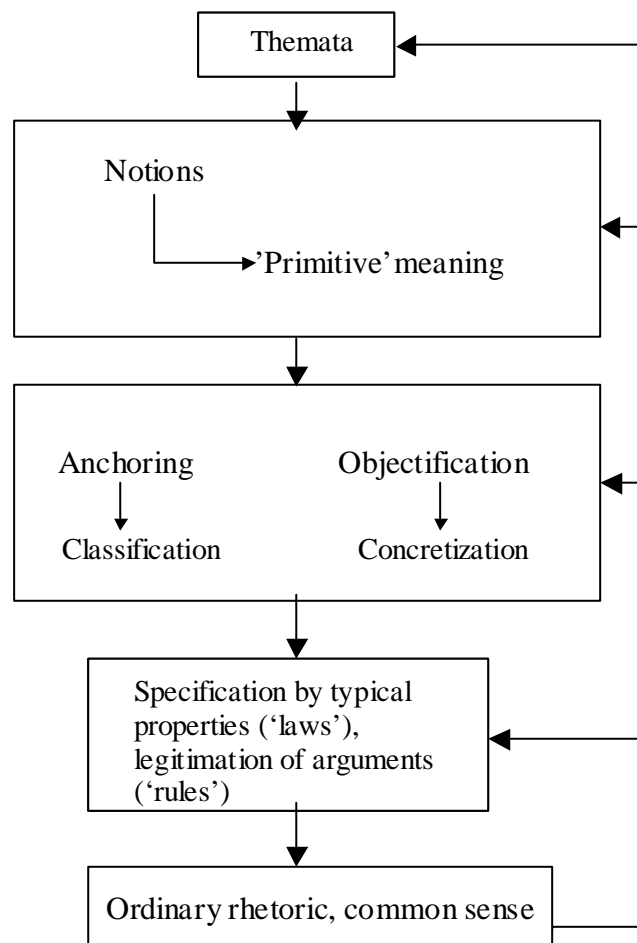 Themata
Notions
’Primitive’ meaning
Anchoring
Objectification
Classification
Concretization
Specification by typical
properties (‘laws’),
legitimation of arguments
(‘rules’)
Ordinary rhetoric, common sense